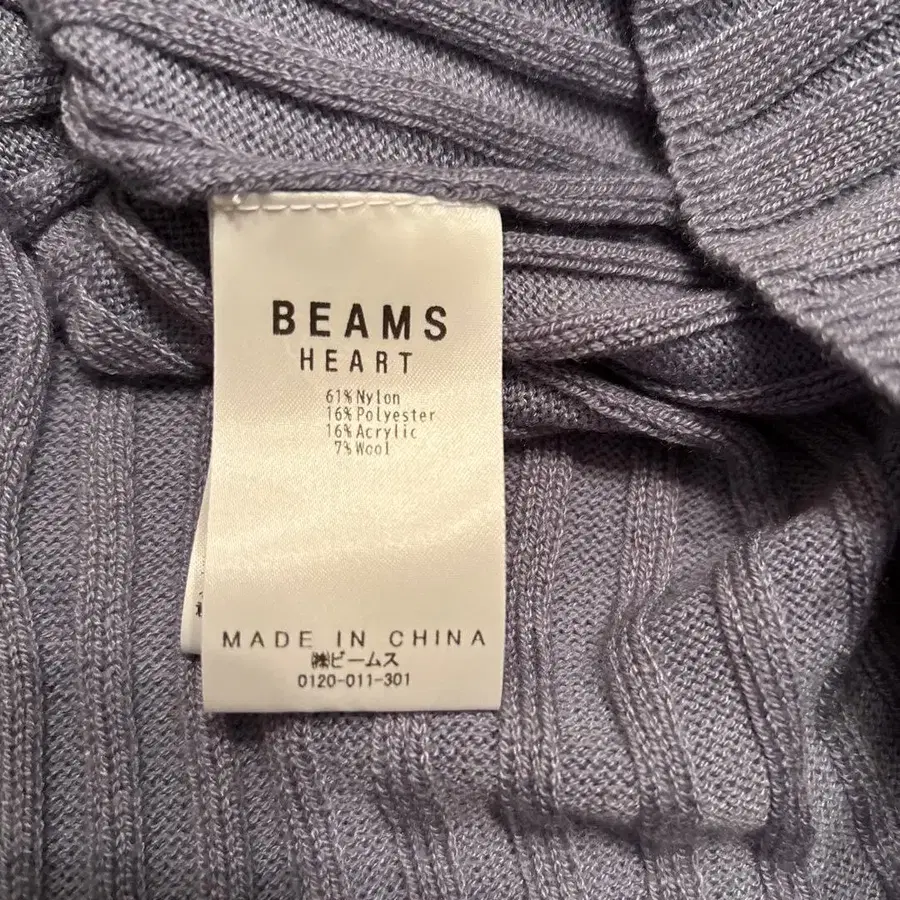 BEAMS
HEART
61%Nylon
16%Polyester
16%Acrylic
7%Wool
MADE IN CHINA
㈱ビームス
0120-011-301